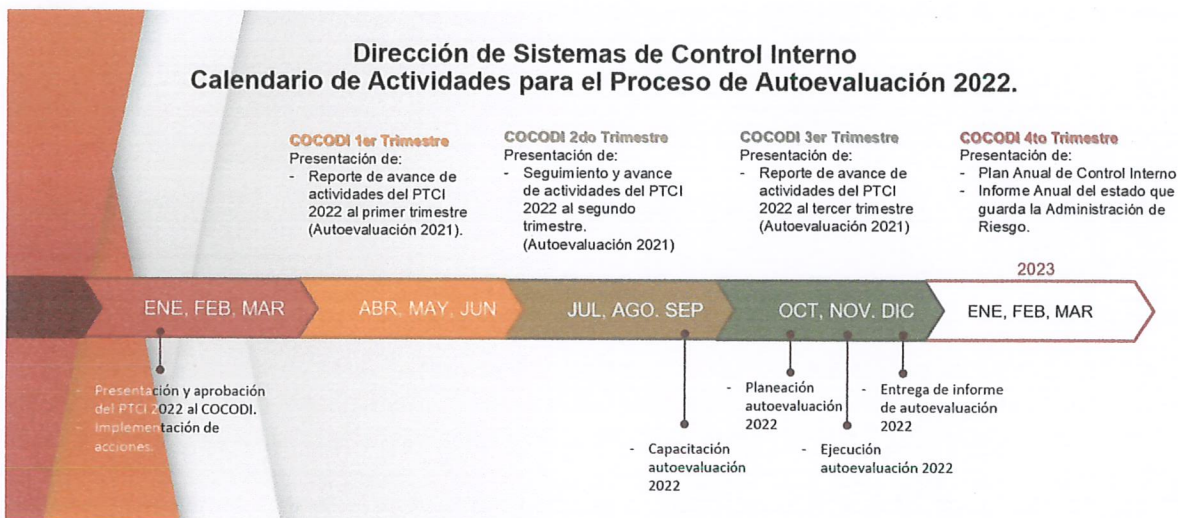 Dirección de Sistemas de Control Interno
Calendario de Actividades para el Proceso de Autoevaluación 2022.
COCODI 1er Trimestre
Presentación de:
- Reporte de avance de
actividades del PTCI
2022 al primer trimestre
(Autoevaluación 2021).
COCODI 2do Trimestre
Presentación de:
- Seguimiento y avance
de actividades del PTCI
2022 al segundo
trimestre.
(Autoevaluación 2021)
COCODI 3er Trimestre
Presentación de:
- Reporte de avance de
actividades del PTCI
2022 al tercer trimestre
(Autoevaluación 2021)
COCODI 4to Trimestre
Presentación de:
- Plan Anual de Control Interno
- Informe Anual del estado que
guarda la Administración de
Riesgo.
2023
ENE, FEB, MAR
ABR, MAY, JUN
JUL, AGO. SEP
OCT, NOV. DIC
ENE, FEB, MAR
- Presentación y aprobación
del PTCI 2022 al COCODI.
- Implementación de
acciones.
- Capacitación
autoevaluación
2022
- Planeación
autoevaluación
2022
- Ejecución
autoevaluación 2022
- Entrega de informe
de autoevaluación
2022